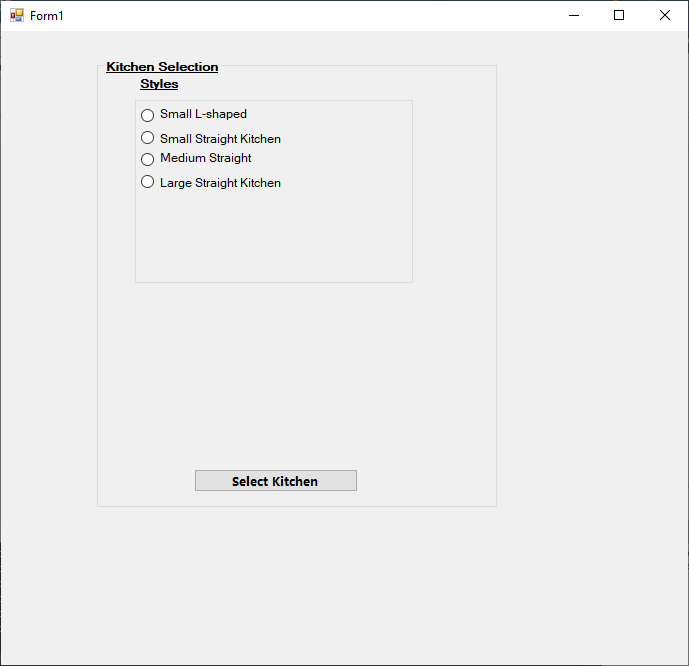 Form1
Kitchen Selection
Styles
Small L-shaped
Small Straight Kitchen
Medium Straight
Large Straight Kitchen
Select Kitchen